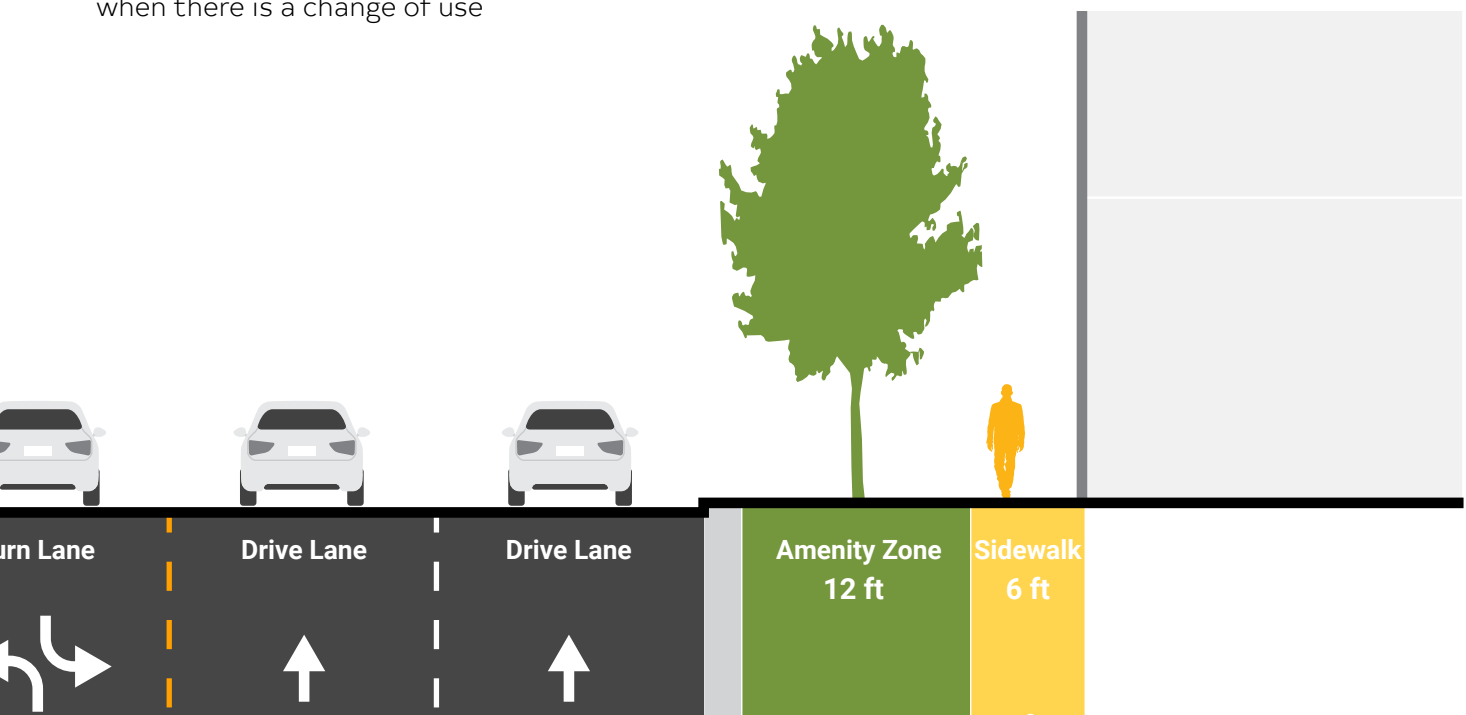 when there is a change of use
urn Lane
Drive Lane
Drive Lane
Amenity Zone
12 ft
Sidewalk
6 ft